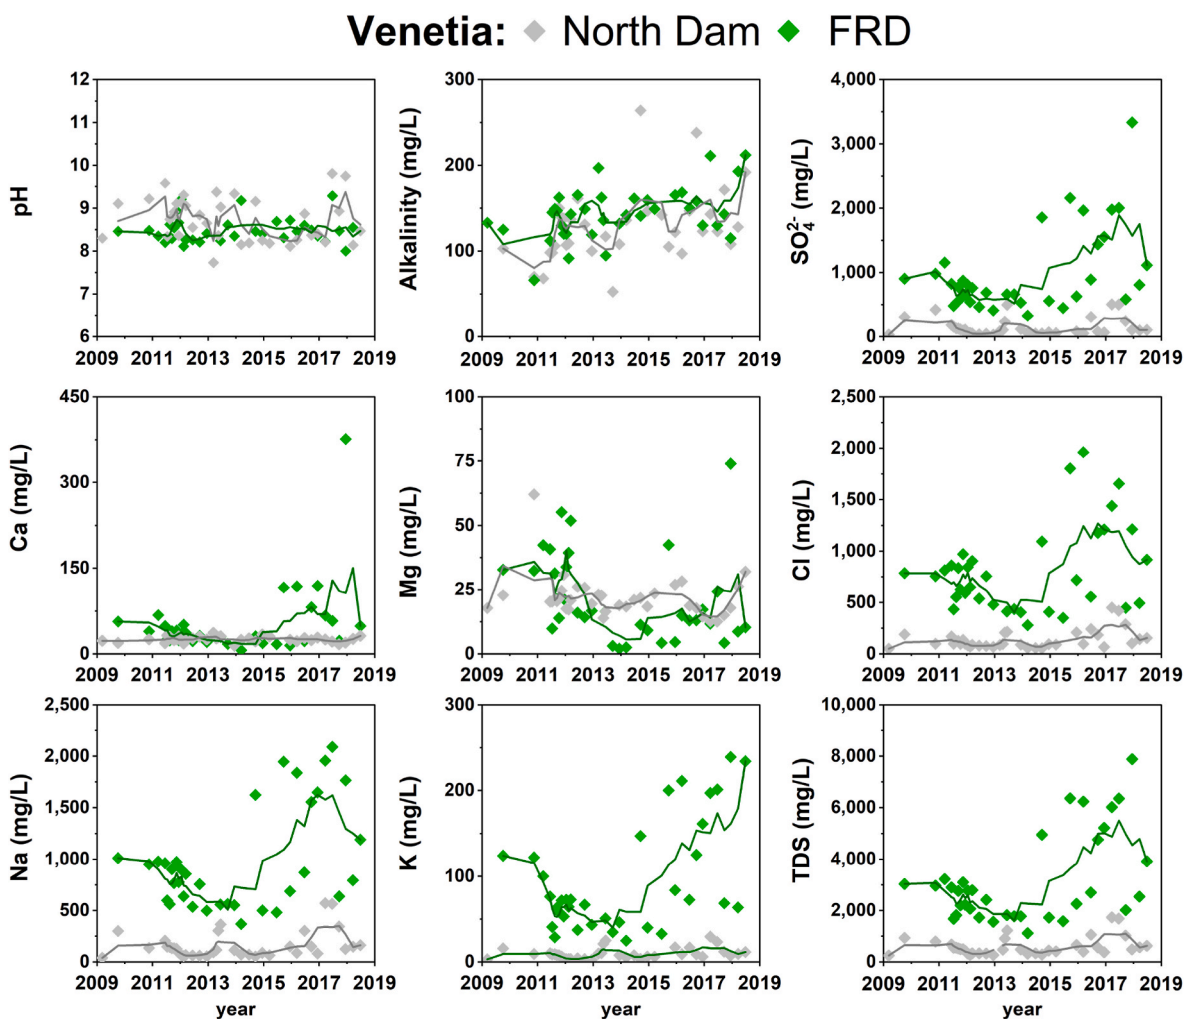 Venetia: North Dam FRD
pH
12
11
10
9
8
7
6
2009 2011 2013 2015 2017 2019
Alkalinity (mg/L)
300
200
100
0
2009 2011 2013 2015 2017 2019
SO₄²⁻ (mg/L)
4,000
3,000
2,000
1,000
0
2009 2011 2013 2015 2017 2019
Ca (mg/L)
450
300
150
0
2009 2011 2013 2015 2017 2019
Mg (mg/L)
100
75
50
25
0
2009 2011 2013 2015 2017 2019
Cl (mg/L)
2,500
2,000
1,500
1,000
500
0
2009 2011 2013 2015 2017 2019
Na (mg/L)
2,500
2,000
1,500
1,000
500
0
2009 2011 2013 2015 2017 2019
year
K (mg/L)
300
200
100
0
2009 2011 2013 2015 2017 2019
year
TDS (mg/L)
10,000
8,000
6,000
4,000
2,000
0
2009 2011 2013 2015 2017 2019
year